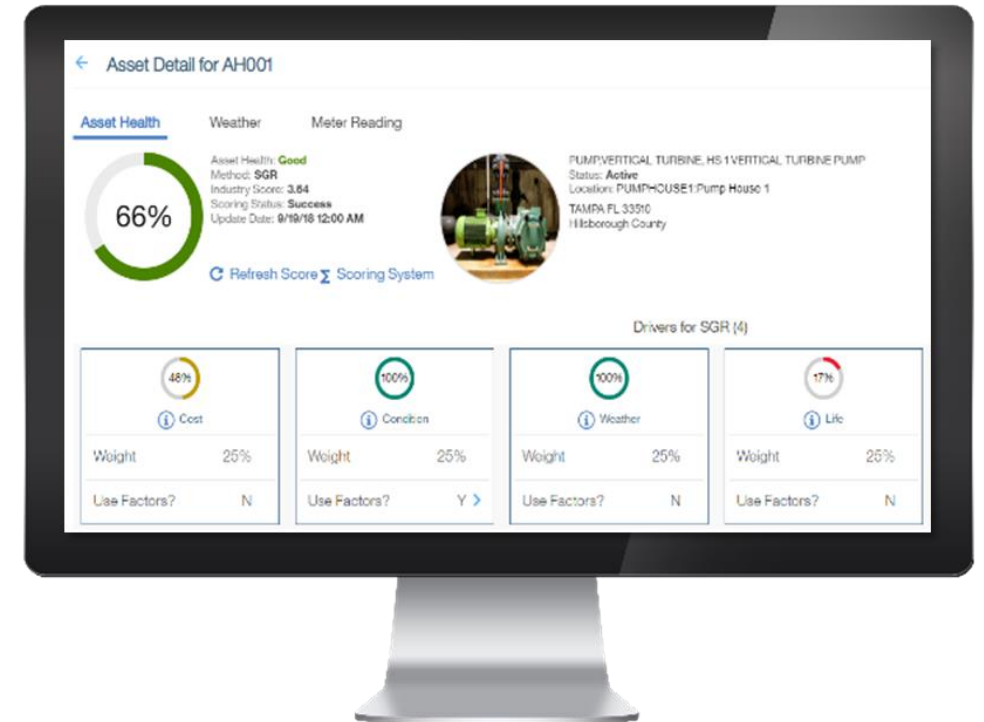 ← Asset Detail for AH001
Asset Health Weather Meter Reading
66%
Asset Health: Good
Method: SGR
Industry Score: 3.64
Scoring Status: Success
Update Date: 9/19/18 12:00 AM
Refresh Score Σ Scoring System
PUMP,VERTICAL TURBINE, HS 1VERTICAL TURBINE PUMP
Status: Active
Location: PUMPHOUSE1:Pump House 1
TAMPA FL 33510
Hillsborough County
Drivers for SGR (4)
48%
i Cost
Weight 25%
Use Factors? N
100%
i Condition
Weight 25%
Use Factors? Y >
100%
i Weather
Weight 25%
Use Factors? N
17%
i Life
Weight 25%
Use Factors? N